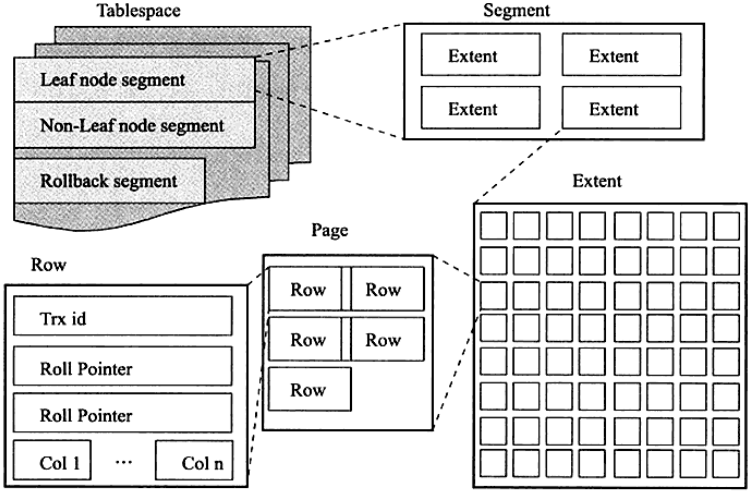 Tablespace
Segment
Leaf node segment
Non-Leaf node segment
Rollback segment
Extent
Extent
Extent
Extent
Extent
Page
Row
Row
Row
Row
Row
Row
Trx id
Roll Pointer
Roll Pointer
Col 1
...
Col n